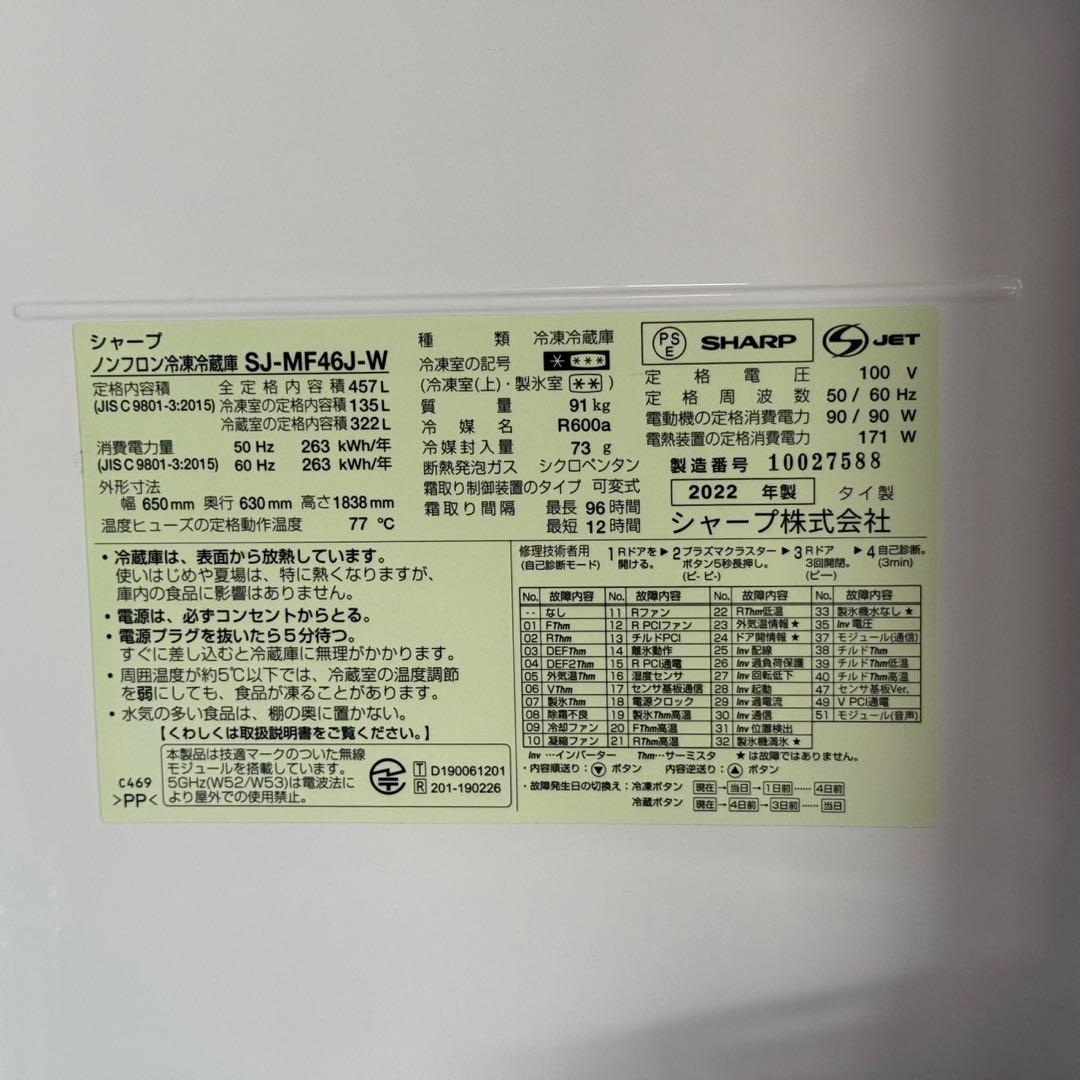 シャープ
ノンフロン冷凍冷蔵庫 SJ-MF46J-W
定格内容積 全定格内容積 457 L
(JIS C 9801-3:2015) 冷凍室の定格内容積 135L
冷蔵室の定格内容積 322L
消費電力量 50 Hz 263 kWh/年
(JIS C 9801-3:2015) 60 Hz 263 kWh/年
外形寸法
幅 650mm 奥行 630mm 高さ1838mm
温度ヒューズの定格動作温度 77 ℃
種類 冷凍冷蔵庫
冷凍室の記号 * ***
(冷凍室(上)・製氷室 ** )
質量 91kg
冷媒名 R600a
冷媒封入量 73 g
断熱発泡ガス シクロペンタン
霜取り制御装置のタイプ 可変式
霜取り間隔 最長 96時間
最短 12時間
PSE SHARP S JET
定格電圧 100 V
定格周波数 50 / 60 Hz
電動機の定格消費電力 90 / 90 W
電熱装置の定格消費電力 171 W
製造番号 10027588
2022 年製 タイ製
シャープ株式会社
・冷蔵庫は、表面から放熱しています。
使いはじめや夏場は、特に熱くなりますが、
庫内の食品に影響はありません。
・電源は、必ずコンセントからとる。
・電源プラグを抜いたら5分待つ。
すぐに差し込むと冷蔵庫に無理がかかります。
・周囲温度が約5℃以下では、冷蔵室の温度調節
を弱にしても、食品が凍ることがあります。
・水気の多い食品は、棚の奥に置かない。
【くわしくは取扱説明書をご覧ください。】
C469
>PP<
本製品は技適マークのついた無線
モジュールを搭載しています。
5GHz(W52/W53)は電波法に
より屋外での使用禁止。
T D190061201
R 201-190226
修理技術者用 1 Rドアを ▶ 2 プラズマクラスター ▶ 3 Rドア ▶ 4 自己診断。
(自己診断モード) 開ける。 ボタン5秒長押し。 3回開閉。 (3min)
(ピ- ピ-) (ピー)
No. 故障内容 No. 故障内容 No. 故障内容 No. 故障内容
-- なし 11 Rファン 22 RThm低温 33 製氷機水なし ★
01 FThm 12 R PCIファン 23 外気温情報 ★ 35 Inv 電圧
02 RThm 13 チルドPCI 24 ドア開情報 ★ 37 モジュール(通信)
03 DEFThm 14 離氷動作 25 Inv 配線 38 チルドThm
04 DEF2Thm 15 R PCI通電 26 Inv 過負荷保護 39 チルドThm低温
05 外気温Thm 16 湿度センサ 27 Inv 回転低下 40 チルドThm高温
06 VThm 17 センサ基板通信 28 Inv 起動 47 センサ基板Ver.
07 製氷Thm 18 電源クロック 29 Inv 過電流 49 V PCI通電
08 除霜不良 19 製氷Thm高温 30 Inv 通信 51 モジュール(音声)
09 冷却ファン 20 FThm高温 31 Inv 位置検出
10 凝縮ファン 21 RThm高温 32 製氷機満氷 ★
Inv …インバーター Thm…サーミスタ ★は故障ではありません。
・内容順送り：▼ ボタン 内容逆送り：▲ ボタン
・故障発生日の切換え：冷凍ボタン 現在→当日→1日前……4日前
冷蔵ボタン 現在→4日前→3日前……当日